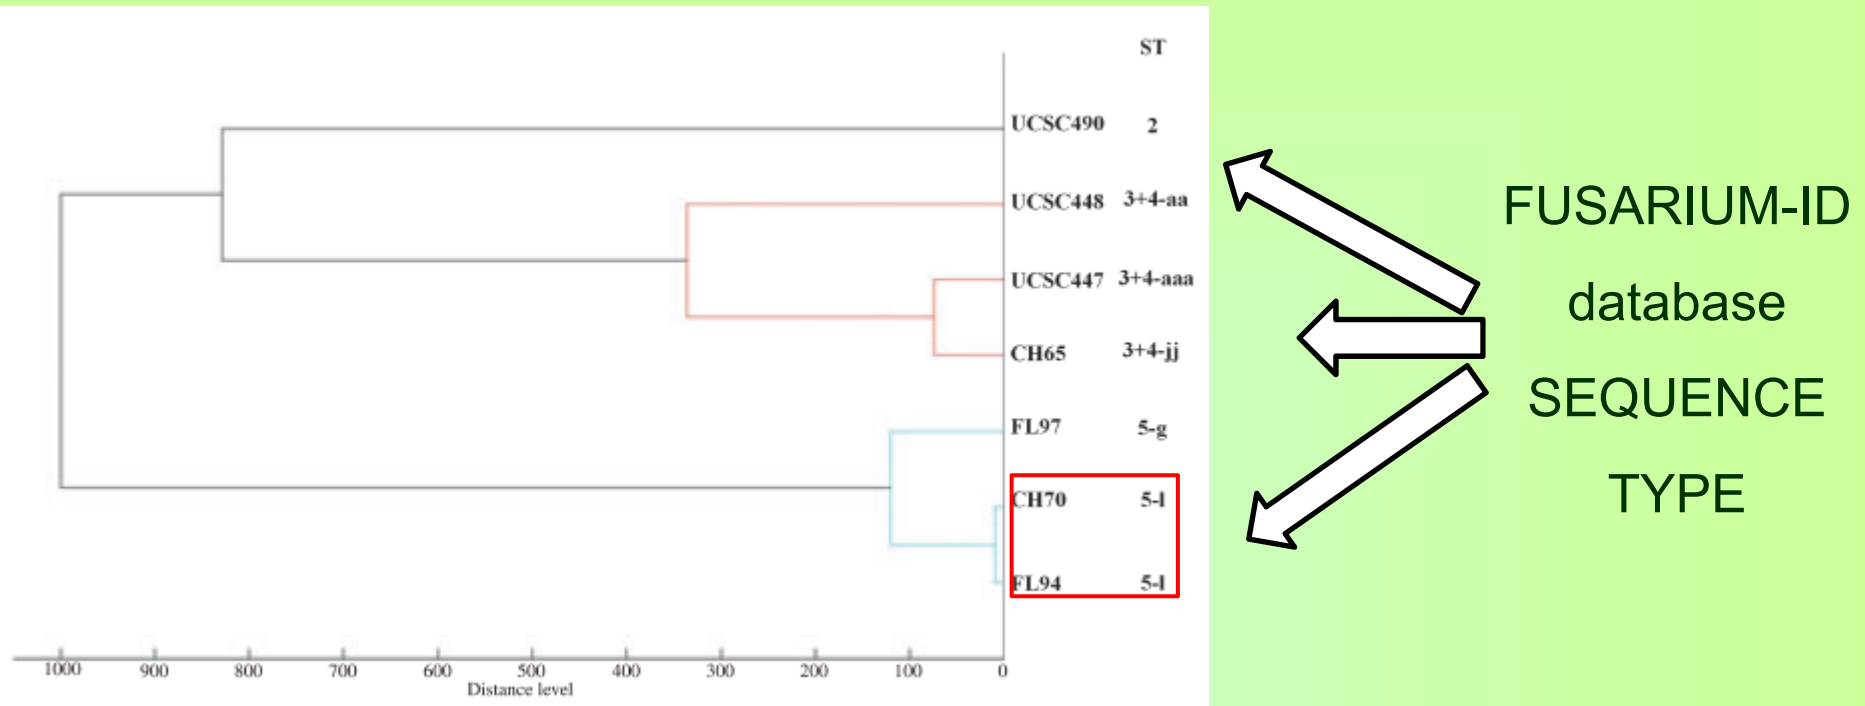 ST
UCSC490 2
UCSC448 3+4-aa
UCSC447 3+4-aaa
CH65 3+4-jj
FL97 5-g
CH70 5-l
FL94 5-l
1000 900 800 700 600 500 400 300 200 100 0
Distance level
FUSARIUM-ID
database
SEQUENCE
TYPE